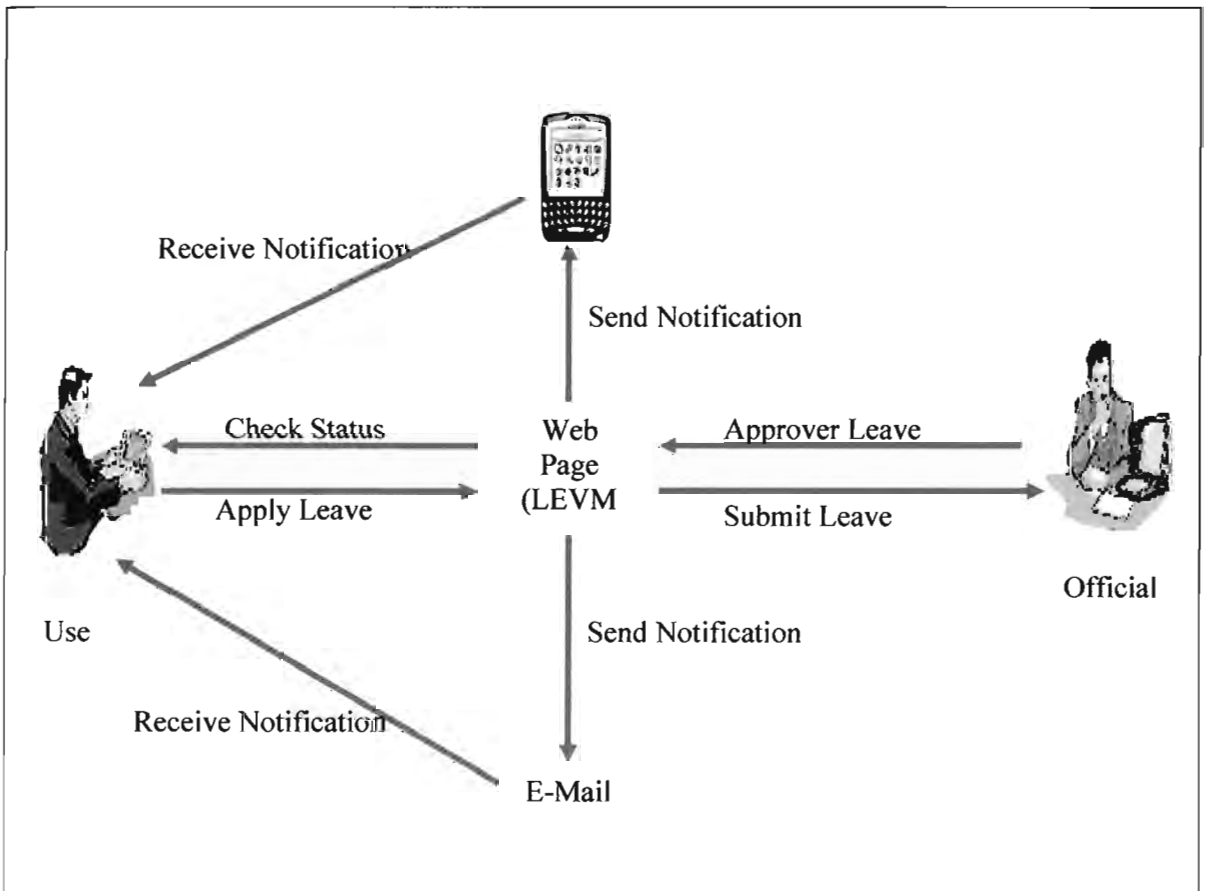 Receive Notification
Send Notification
Check Status
Web
Page
(LEVM
Approver Leave
Apply Leave
Submit Leave
Official
Use
Send Notification
Receive Notification
E-Mail